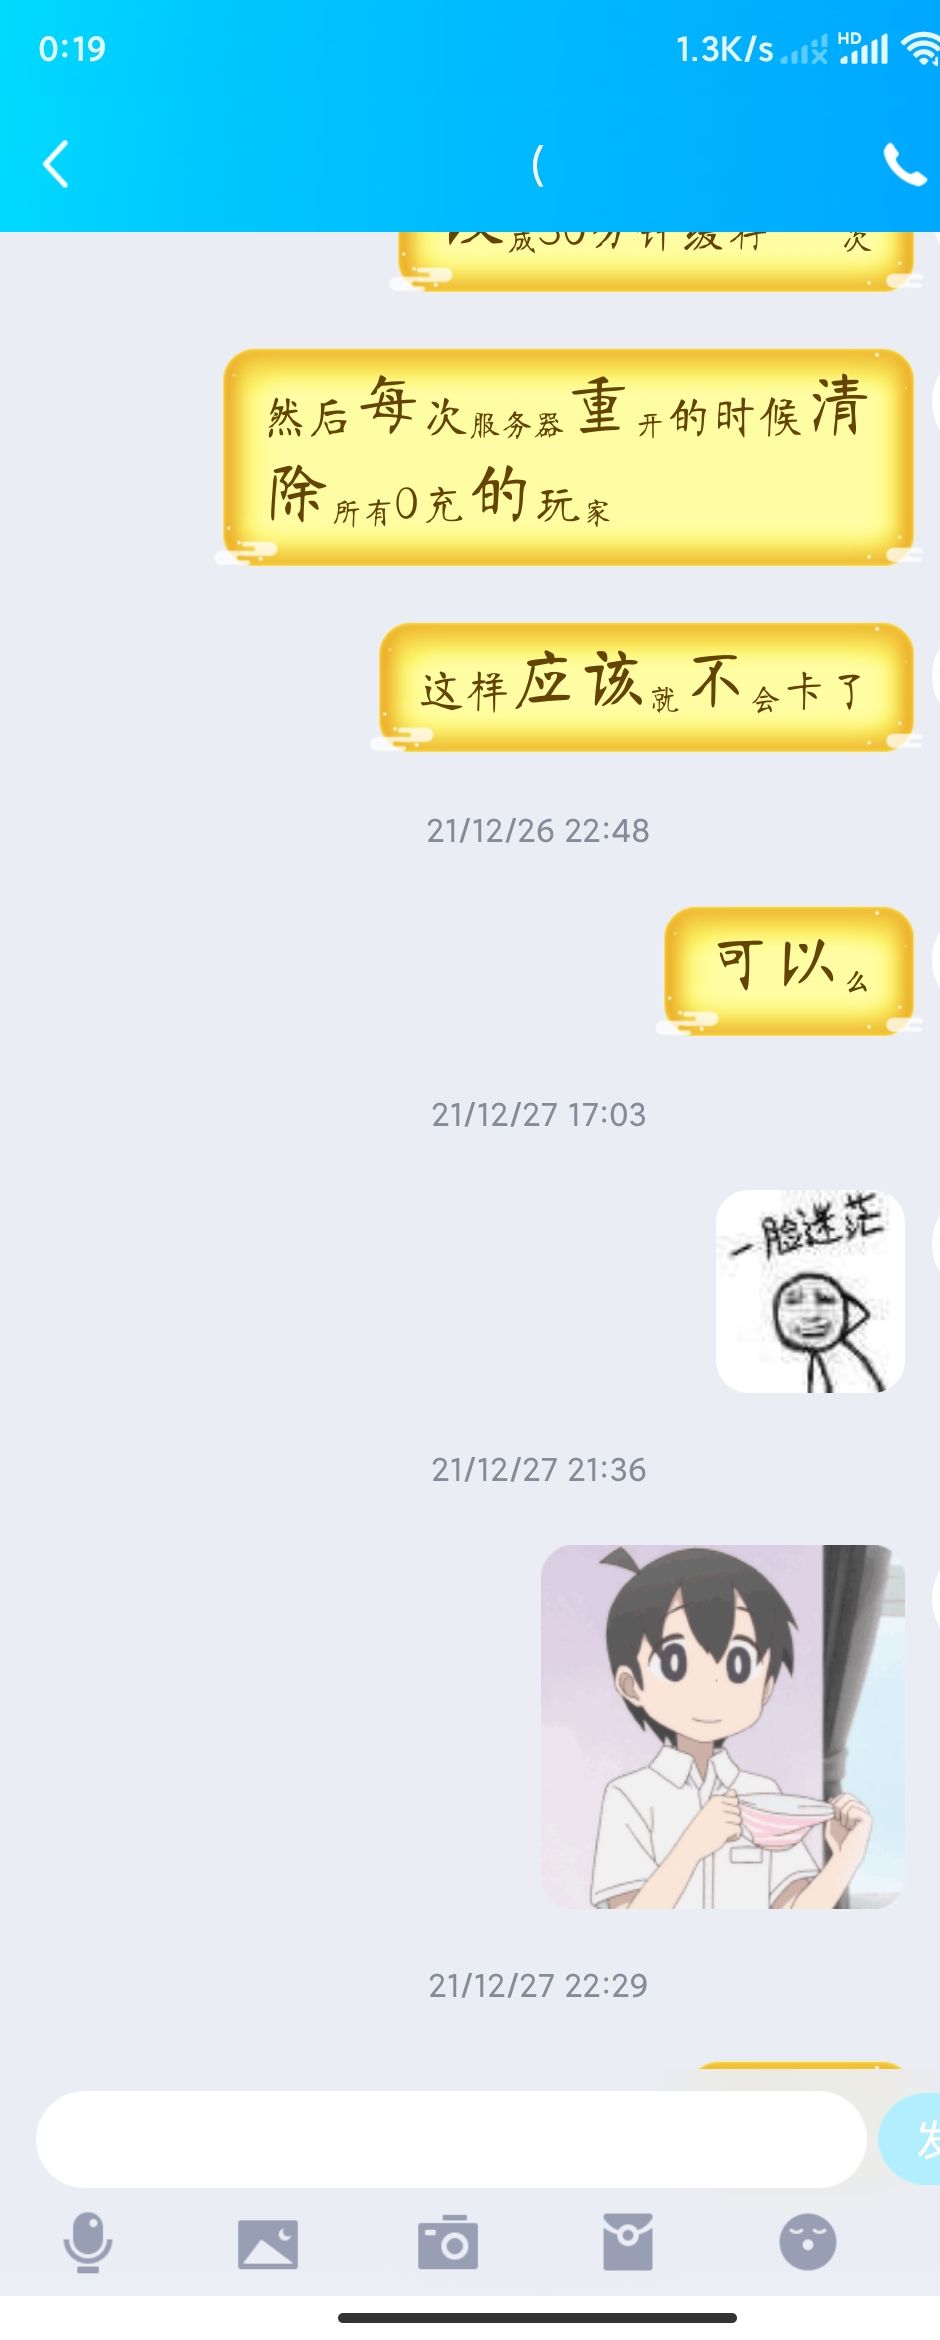 0:19
1.3K/s HD
(
成30分钟缓存 次
然后每次服务器重开的时候清
除所有0充的玩家
这样应该就不会卡了
21/12/26 22:48
可以么
21/12/27 17:03
一脸迷茫
21/12/27 21:36
21/12/27 22:29